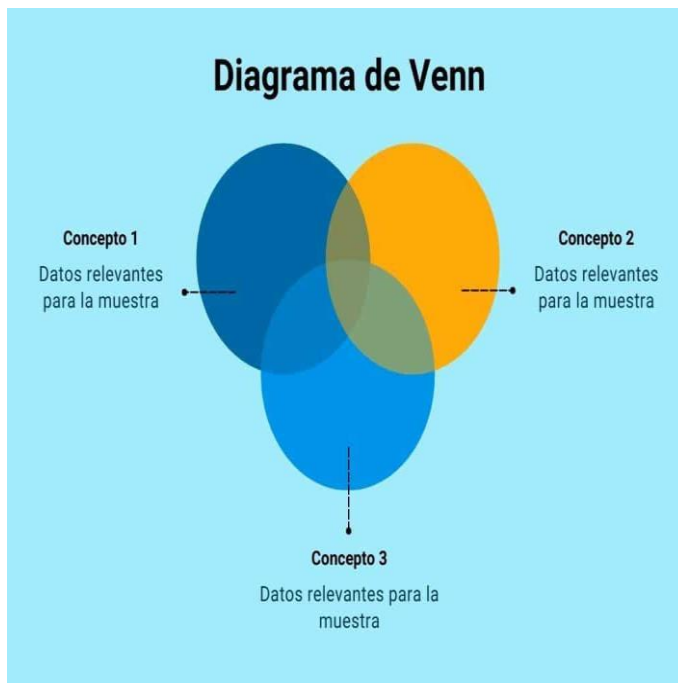 Diagrama de Venn
Concepto 1
Datos relevantes
para la muestra
Concepto 2
Datos relevantes
para la muestra
Concepto 3
Datos relevantes para la
muestra